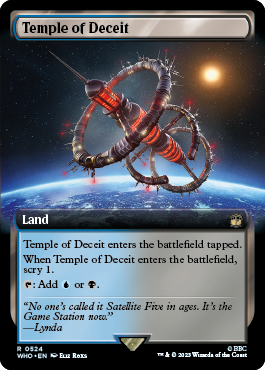 Temple of Deceit
Land
Temple of Deceit enters the battlefield tapped.
When Temple of Deceit enters the battlefield,
scry 1.
: Add or .
“No one's called it Satellite Five in ages. It's the
Game Station now.”
—Lynda
R 0524
WHO • EN Euz Rexs
© BBC
™ & © 2023 Wizards of the Coast